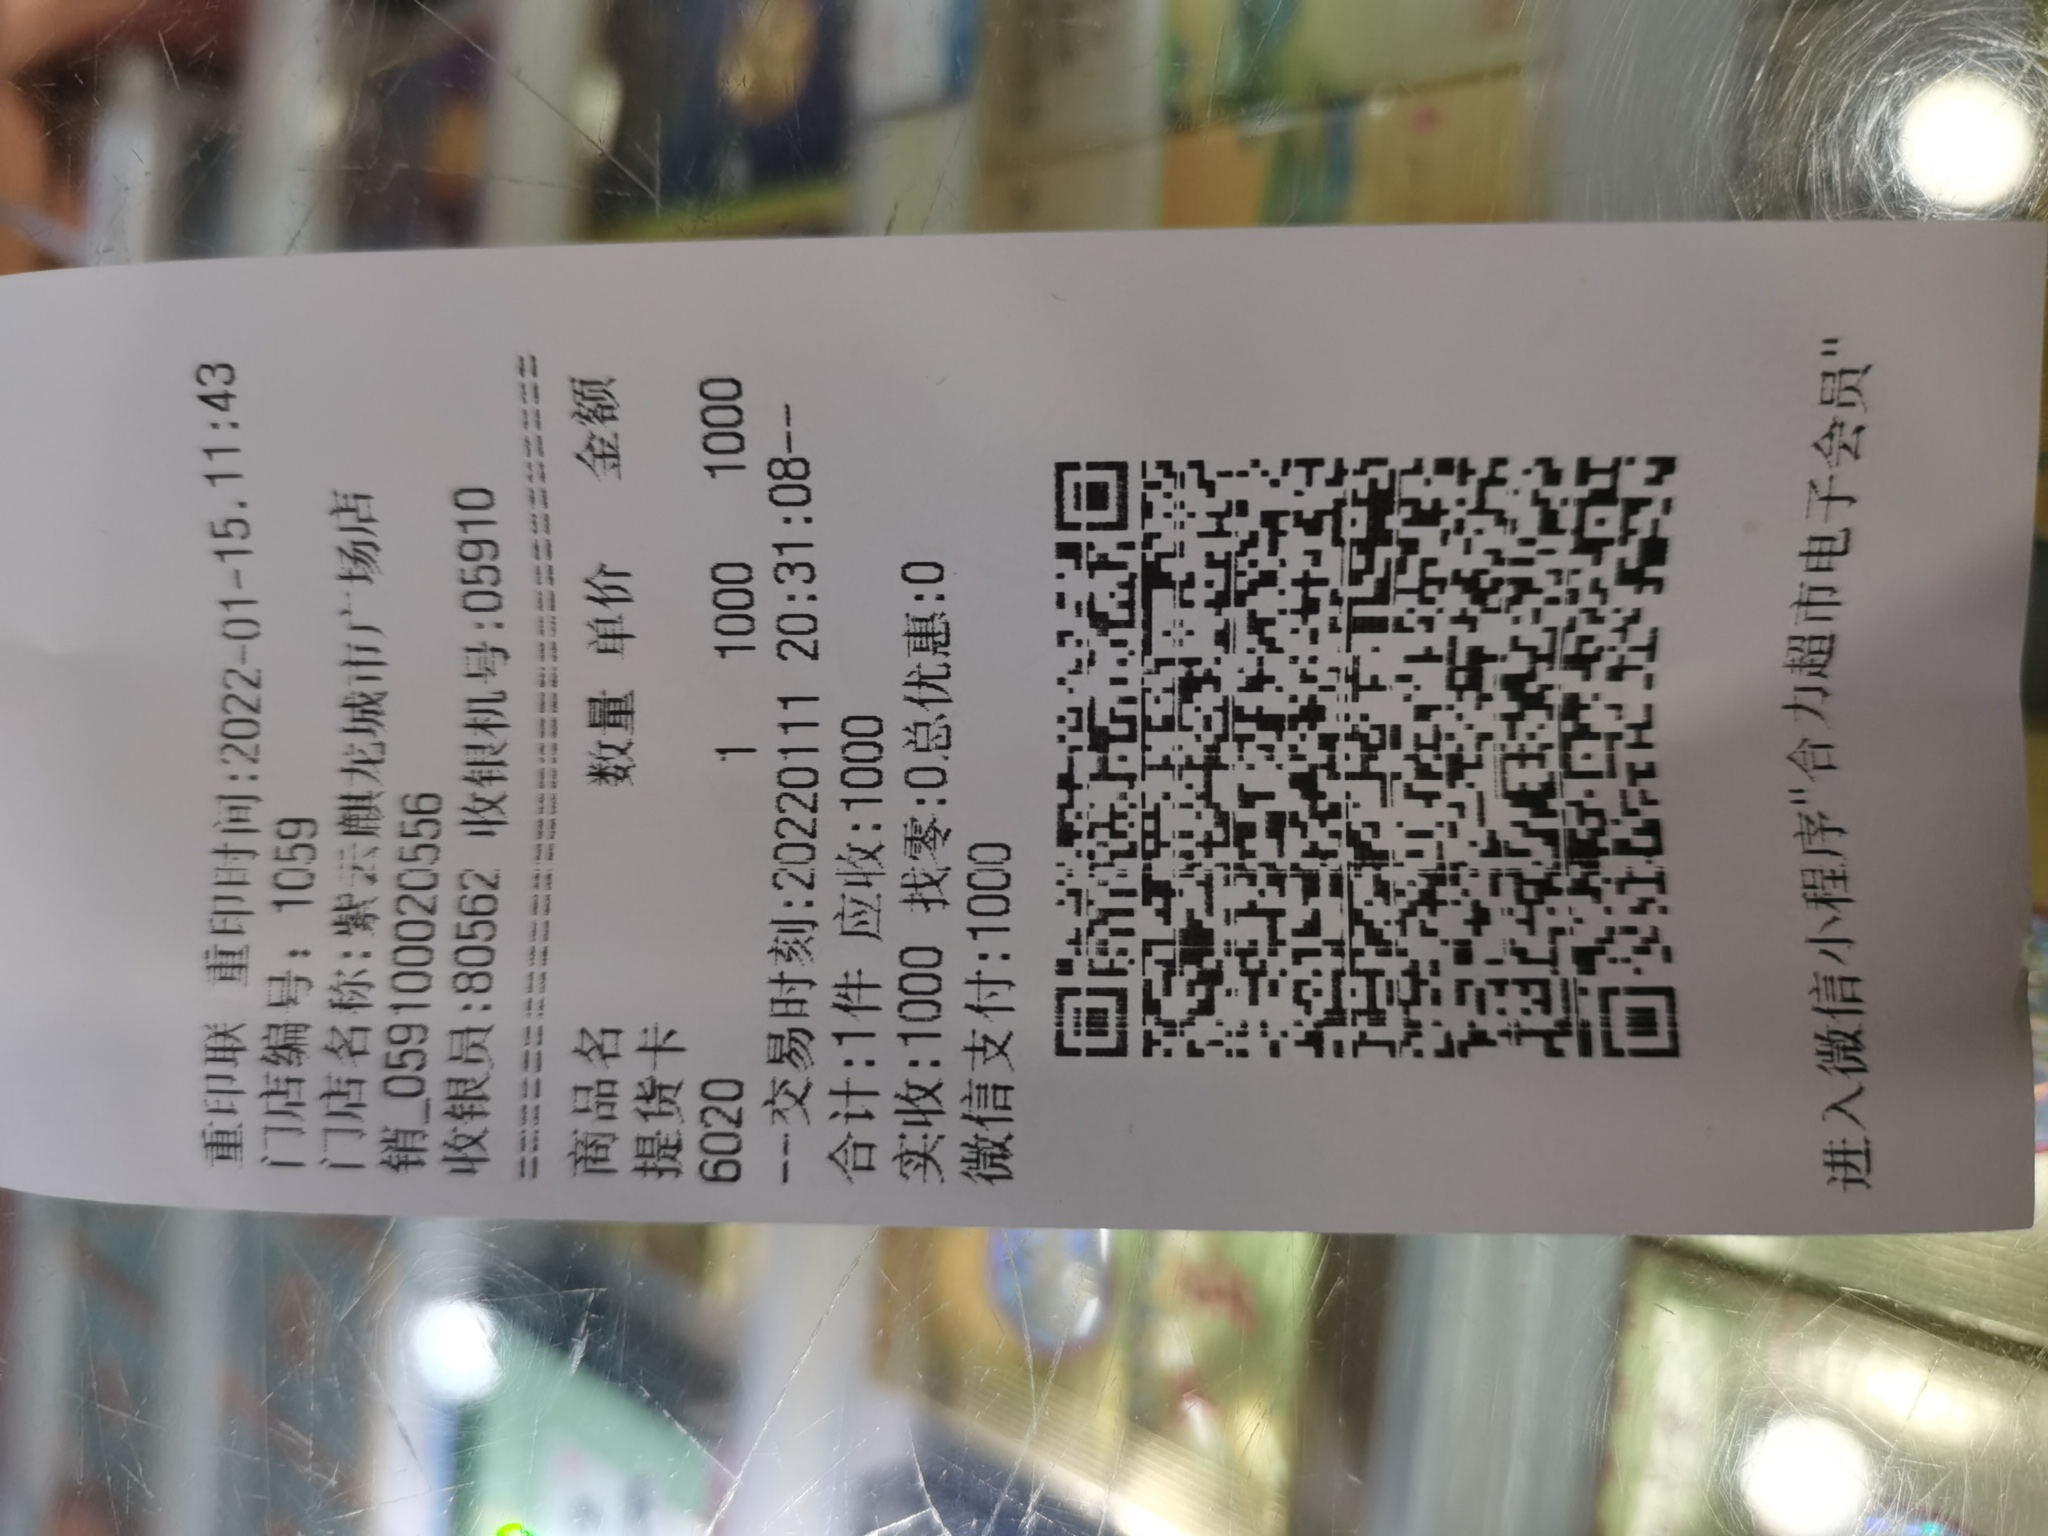 重印联 重印时间:2022-01-15.11:43
门店编号: 1059
门店名称:紫云麒龙城市广场店
销_059100020556
收银员:80562 收银机号:05910
================================
商品名 数量 单价 金额
提货卡
6020 1 1000 1000
---交易时刻:20220111 20:31:08--
合计:1件 应收:1000
实收:1000 找零:0总优惠:0
微信支付:1000
进入微信小程序"合力超市电子会员"